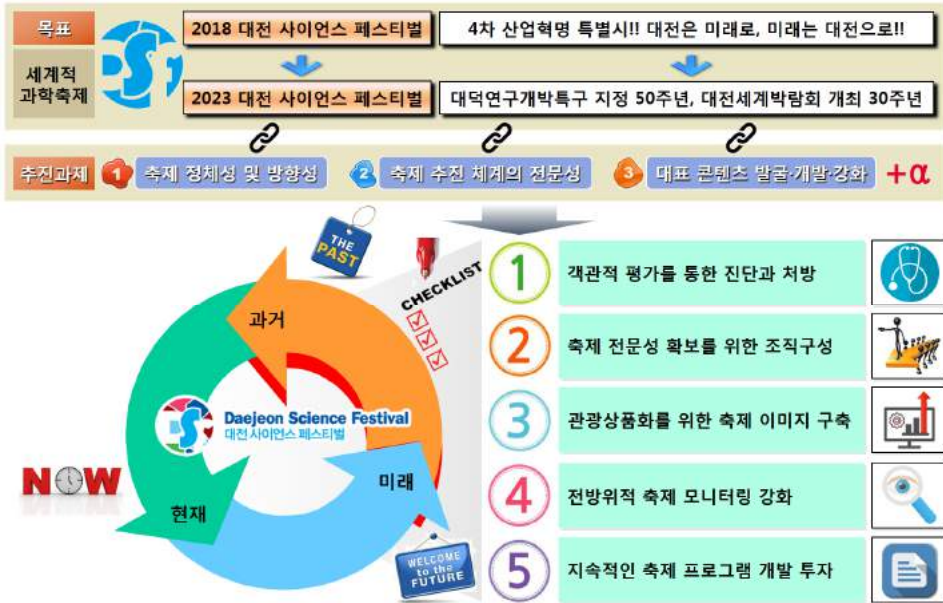 목표
2018 대전 사이언스 페스티벌
4차 산업혁명 특별시!! 대전은 미래로, 미래는 대전으로!!
세계적
과학축제
2023 대전 사이언스 페스티벌
대덕연구개박특구 지정 50주년, 대전세계박람회 개최 30주년
추진과제
1 축제 정체성 및 방향성
2 축제 추진 체계의 전문성
3 대표 콘텐츠 발굴·개발·강화
+α
THE
PAST
CHECKLIST
과거
Daejeon Science Festival
대전 사이언스 페스티벌
NOW
현재
미래
WELCOME
to the
FUTURE
1 객관적 평가를 통한 진단과 처방
2 축제 전문성 확보를 위한 조직구성
3 관광상품화를 위한 축제 이미지 구축
4 전방위적 축제 모니터링 강화
5 지속적인 축제 프로그램 개발 투자